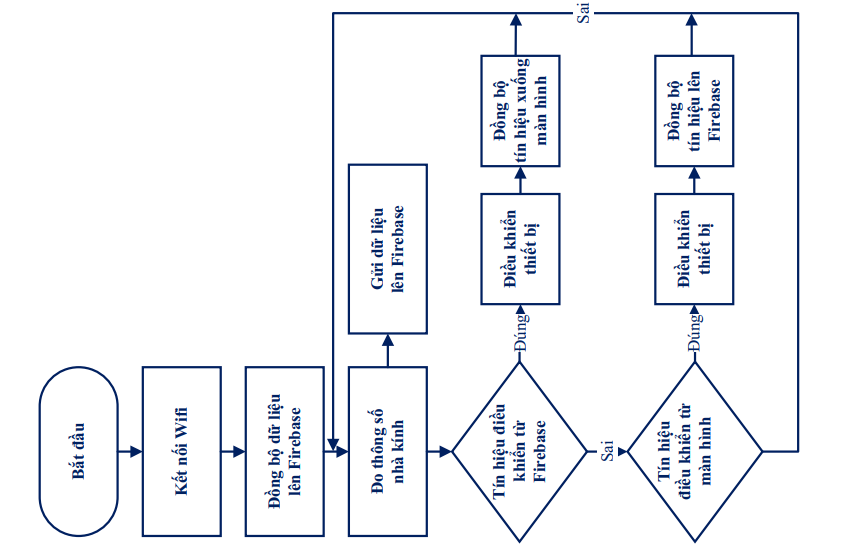 Bắt đầu
Kết nối Wifi
Đồng bộ dữ liệu
lên Firebase
Đo thông số
nhà kính
Gửi dữ liệu
lên Firebase
Tín hiệu điều
khiển từ
Firebase
Đúng
Điều khiển
thiết bị
Đồng bộ
tín hiệu xuống
màn hình
Sai
Tín hiệu
điều khiển từ
màn hình
Đúng
Điều khiển
thiết bị
Đồng bộ
tín hiệu lên
Firebase
Sai